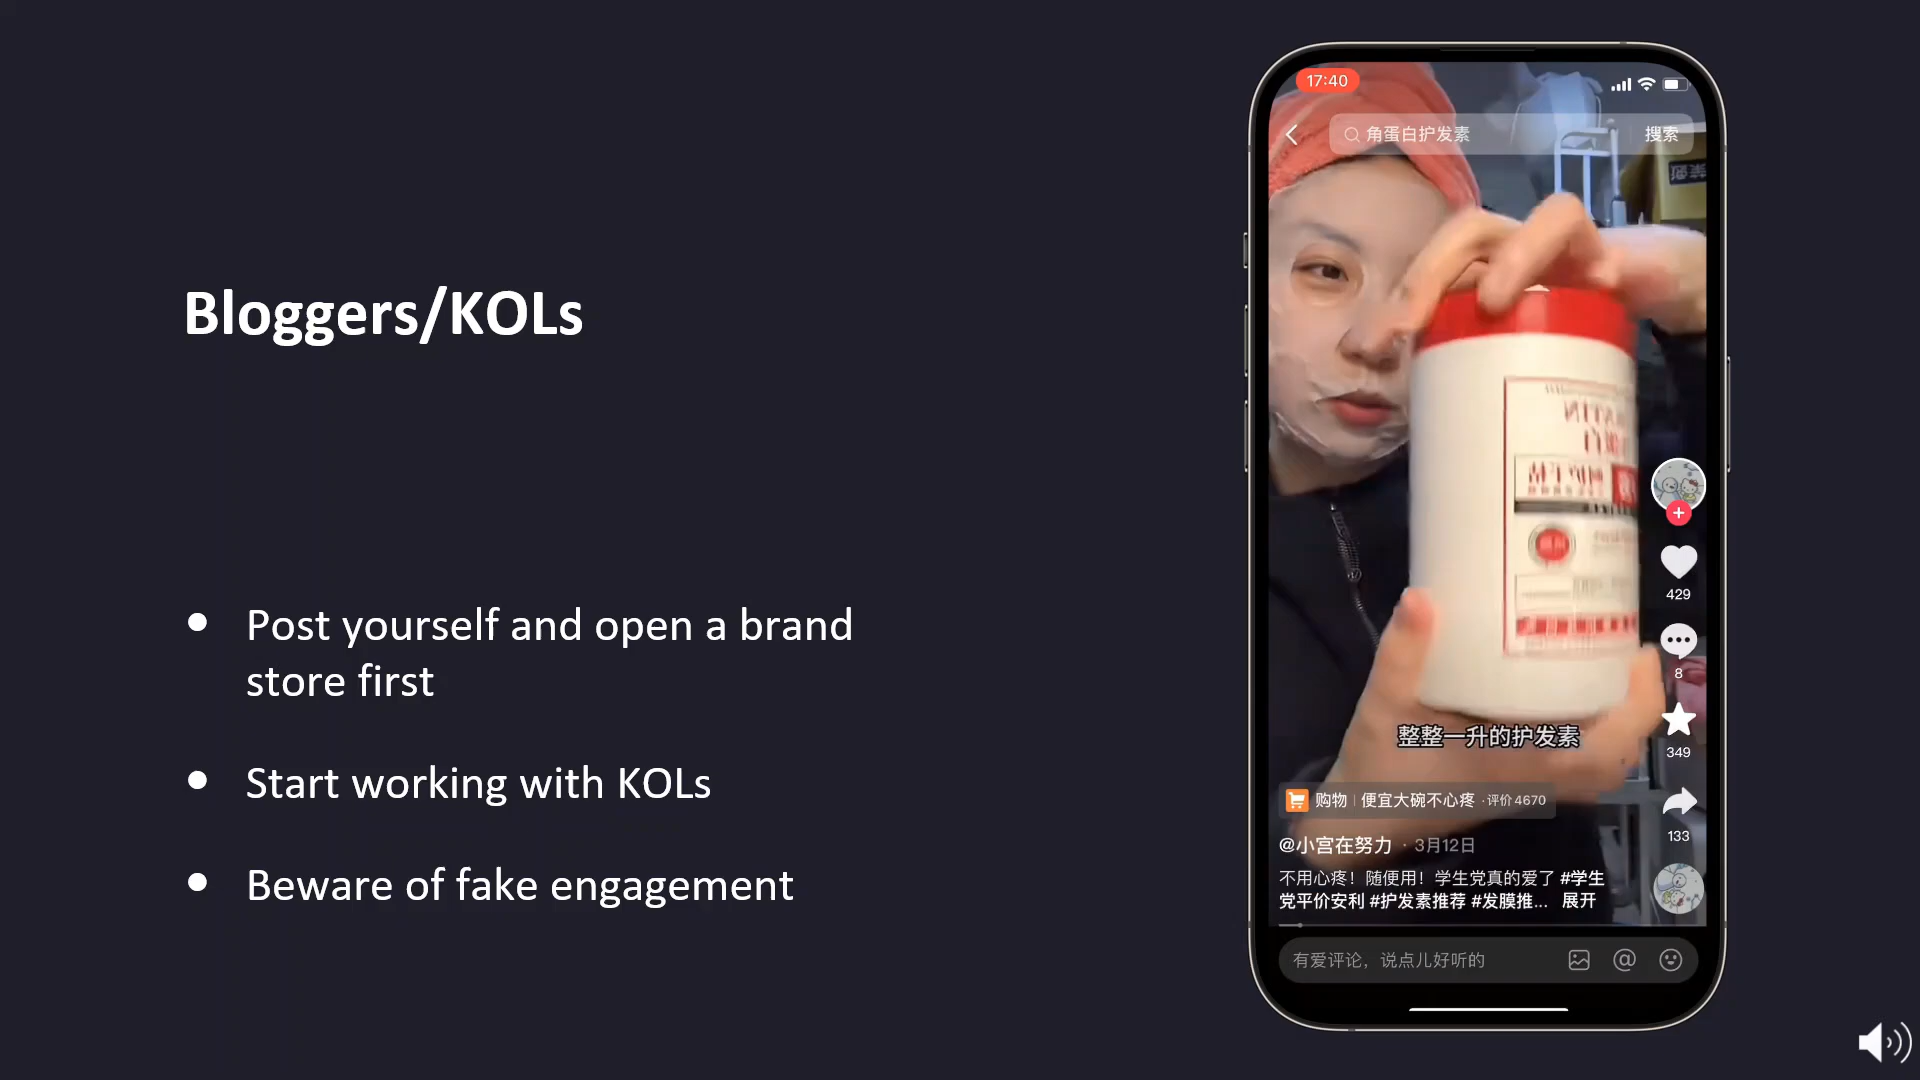 Bloggers/KOLs
Post yourself and open a brand
store first
Start working with KOLs
Beware of fake engagement
17:40
角蛋白护发素
搜索
429
8
349
133
整整一升的护发素
购物 | 便宜大碗不心疼 ·评价4670
@小宫在努力 · 3月12日
不用心疼！随便用！学生党真的爱了 #学生
党平价安利 #护发素推荐 #发膜推... 展开
有爱评论，说点儿好听的